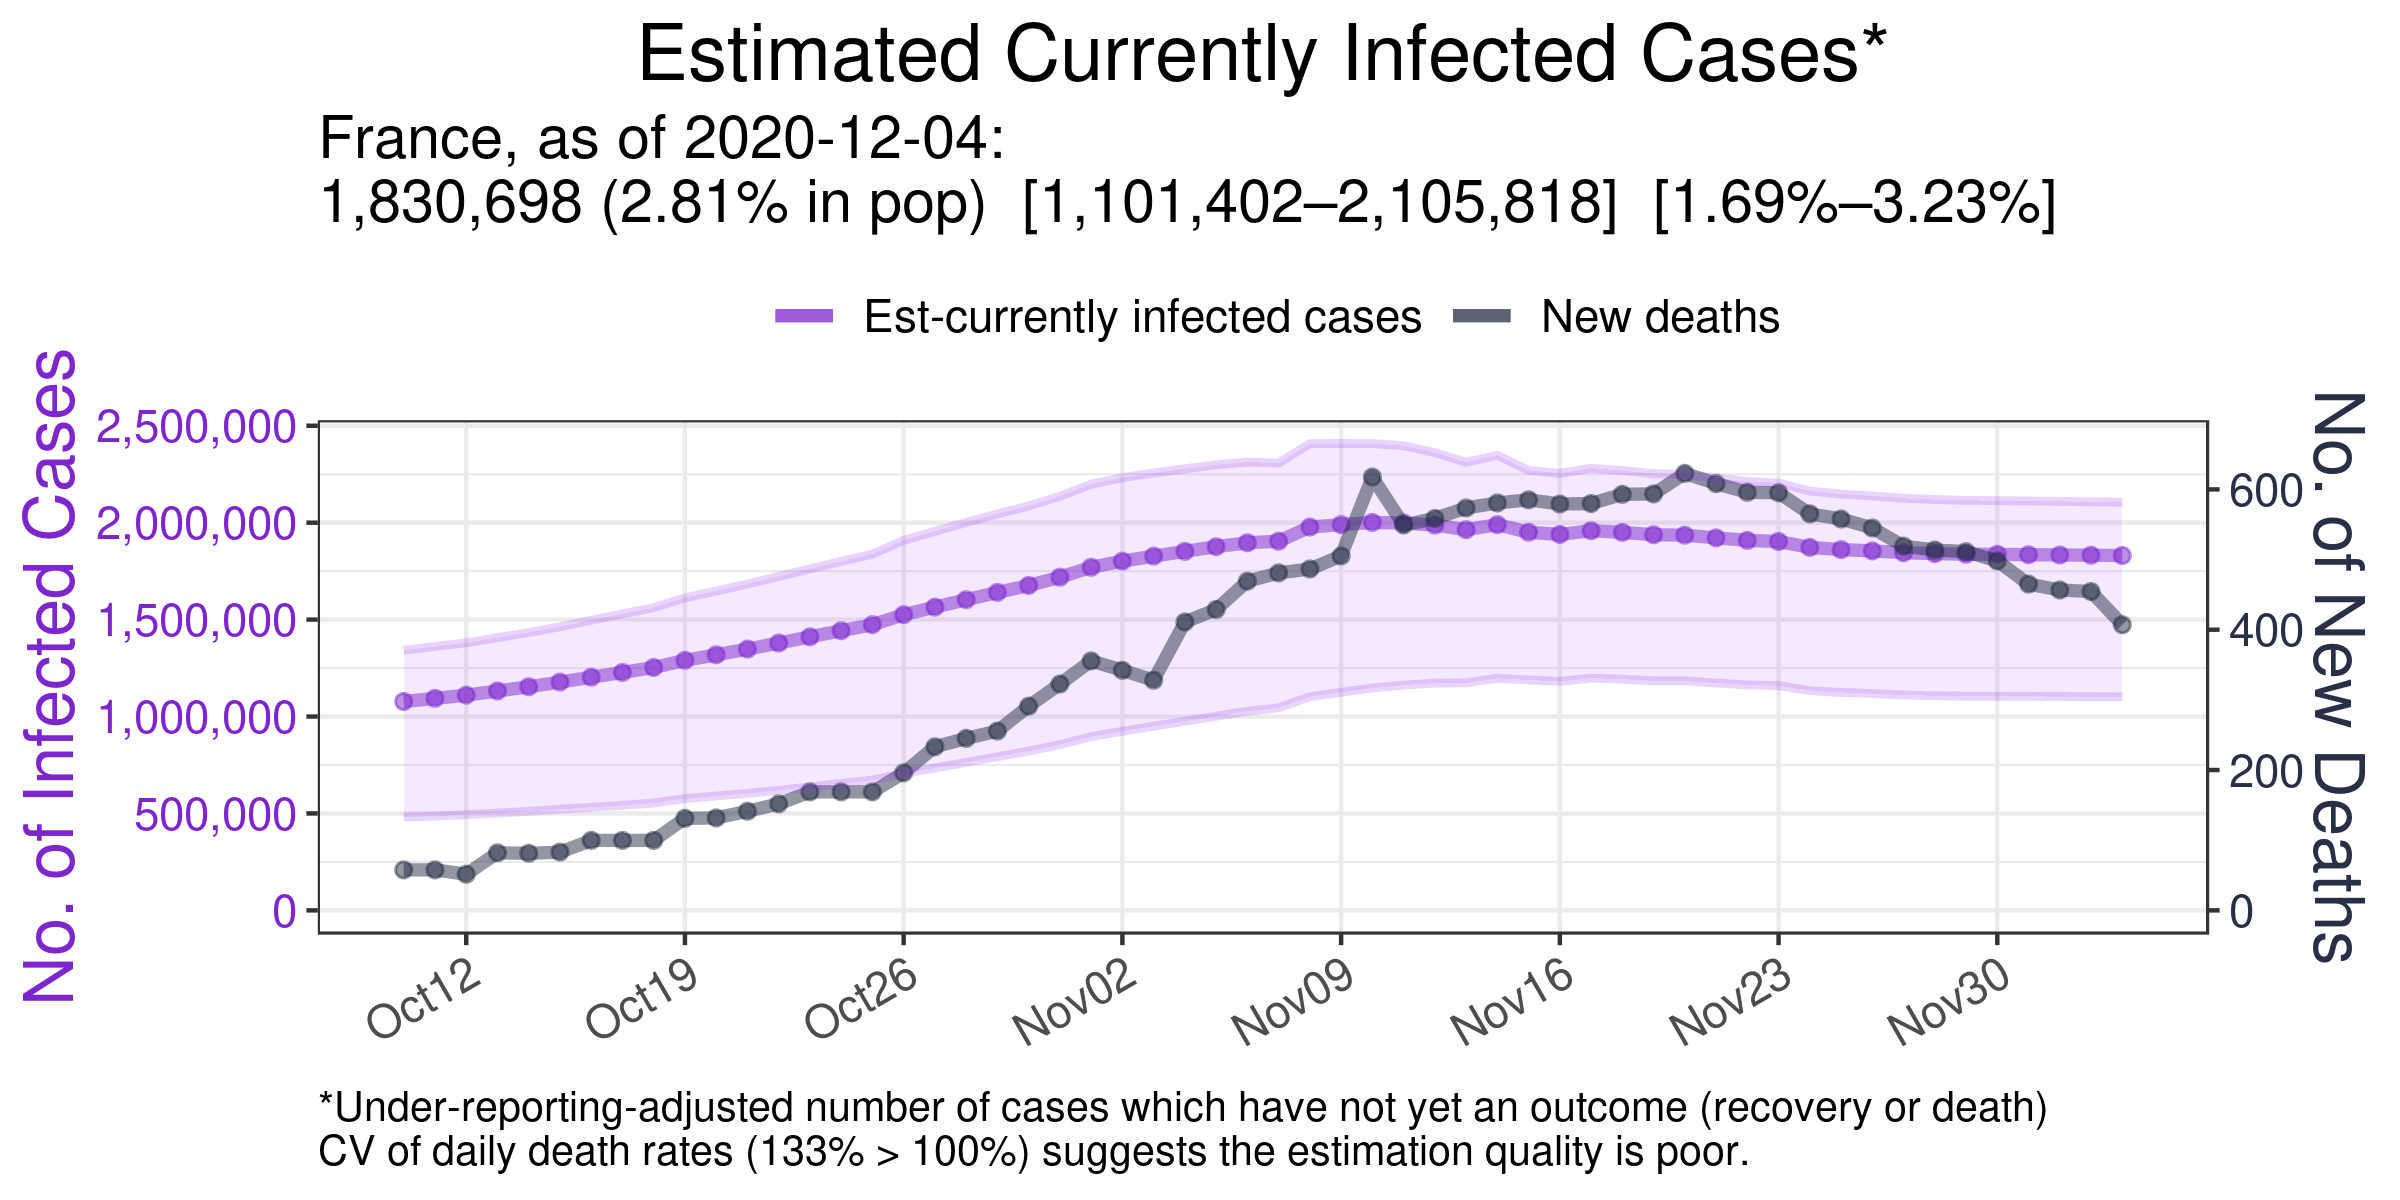 Estimated Currently Infected Cases*
France, as of 2020-12-04:
1,830,698 (2.81% in pop) [1,101,402–2,105,818] [1.69%–3.23%]
Est-currently infected cases
New deaths
No. of Infected Cases
2,500,000
2,000,000
1,500,000
1,000,000
500,000
0
No. of New Deaths
600
400
200
0
Oct12
Oct19
Oct26
Nov02
Nov09
Nov16
Nov23
Nov30
*Under-reporting-adjusted number of cases which have not yet an outcome (recovery or death)
CV of daily death rates (133% > 100%) suggests the estimation quality is poor.